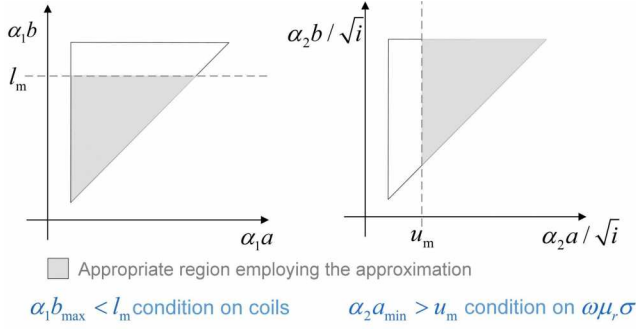 α₁b
lₘ
α₁a
α₂b/√i
uₘ
α₂a/√i
Appropriate region employing the approximation
α₁bₘₐₓ < lₘ condition on coils
α₂aₘᵢₙ > uₘ condition on ωμᵣσ